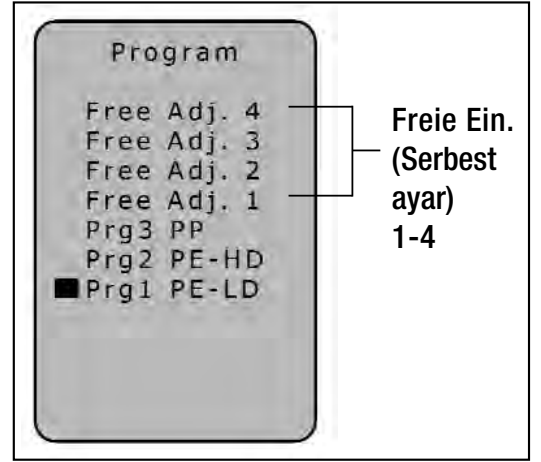 Program
Free Adj. 4
Free Adj. 3
Free Adj. 2
Free Adj. 1
Prg3 PP
Prg2 PE-HD
Prg1 PE-LD
Freie Ein.
(Serbest
ayar)
1-4